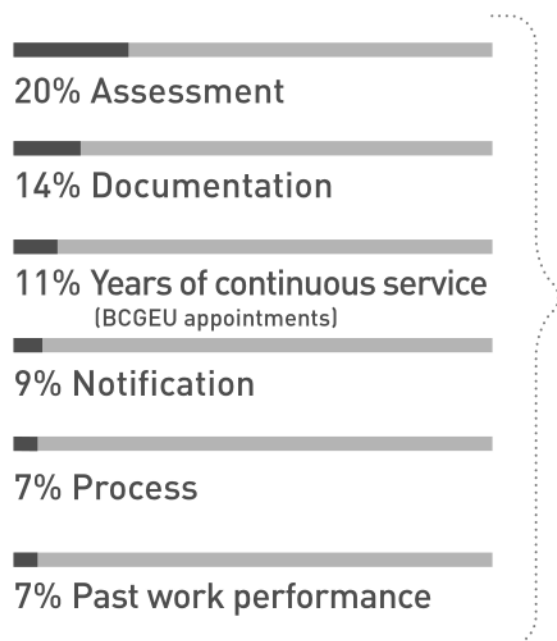 20% Assessment
14% Documentation
11% Years of continuous service
(BCGEU appointments)
9% Notification
7% Process
7% Past work performance